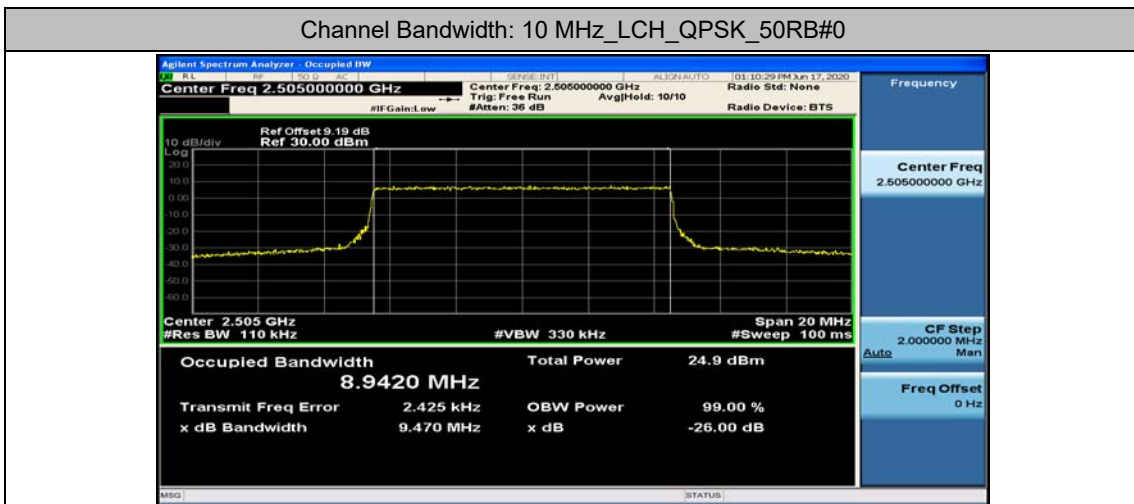 Channel Bandwidth: 10 MHz_LCH_QPSK_50RB#0
Agilent Spectrum Analyzer - Occupied BW
RL RF 50 Ω AC SENSE:INT ALIGNAUTO 01:10:29 PM Jun 17, 2020
Center Freq 2.505000000 GHz
Center Freq: 2.505000000 GHz
Radio Std: None
Trig: Free Run Avg|Hold: 10/10
#IFGain:Low
#Atten: 36 dB
Radio Device: BTS
Frequency
Ref Offset 9.19 dB
10 dB/div Ref 30.00 dBm
Log
20.0
10.0
0.00
-10.0
-20.0
-30.0
-40.0
-50.0
-60.0
Center 2.505 GHz Span 20 MHz
#Res BW 110 kHz #VBW 330 kHz #Sweep 100 ms
Occupied Bandwidth Total Power 24.9 dBm
8.9420 MHz
Transmit Freq Error 2.425 kHz OBW Power 99.00 %
x dB Bandwidth 9.470 MHz x dB -26.00 dB
Center Freq
2.505000000 GHz
CF Step
2.000000 MHz
Auto Man
Freq Offset
0 Hz
MSG STATUS